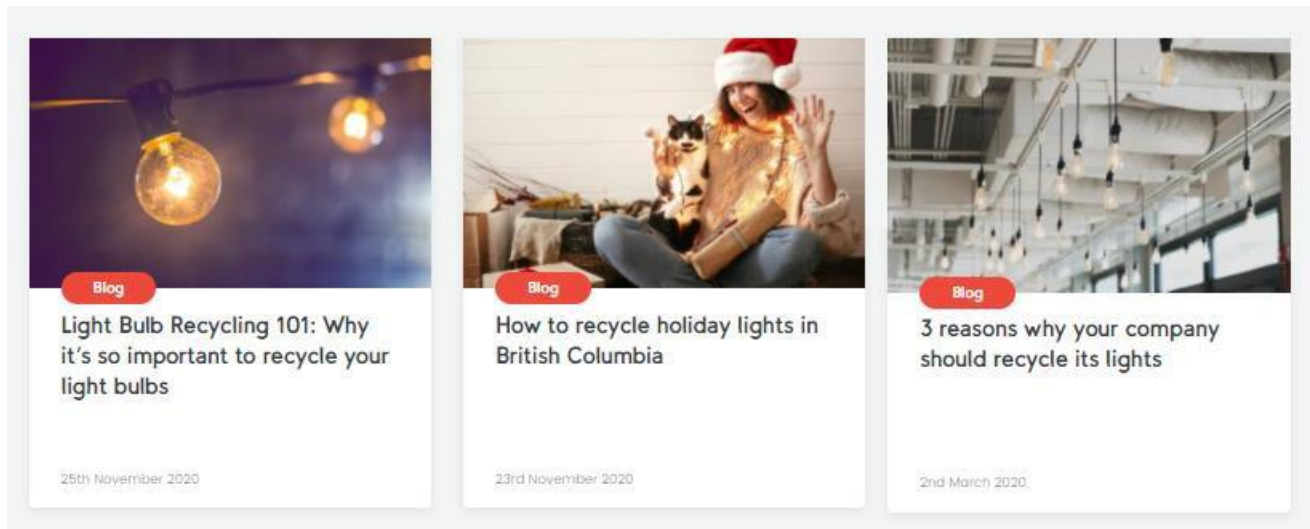 Blog
Light Bulb Recycling 101: Why
it's so important to recycle your
light bulbs
25th November 2020
Blog
How to recycle holiday lights in
British Columbia
23rd November 2020
Blog
3 reasons why your company
should recycle its lights
2nd March 2020